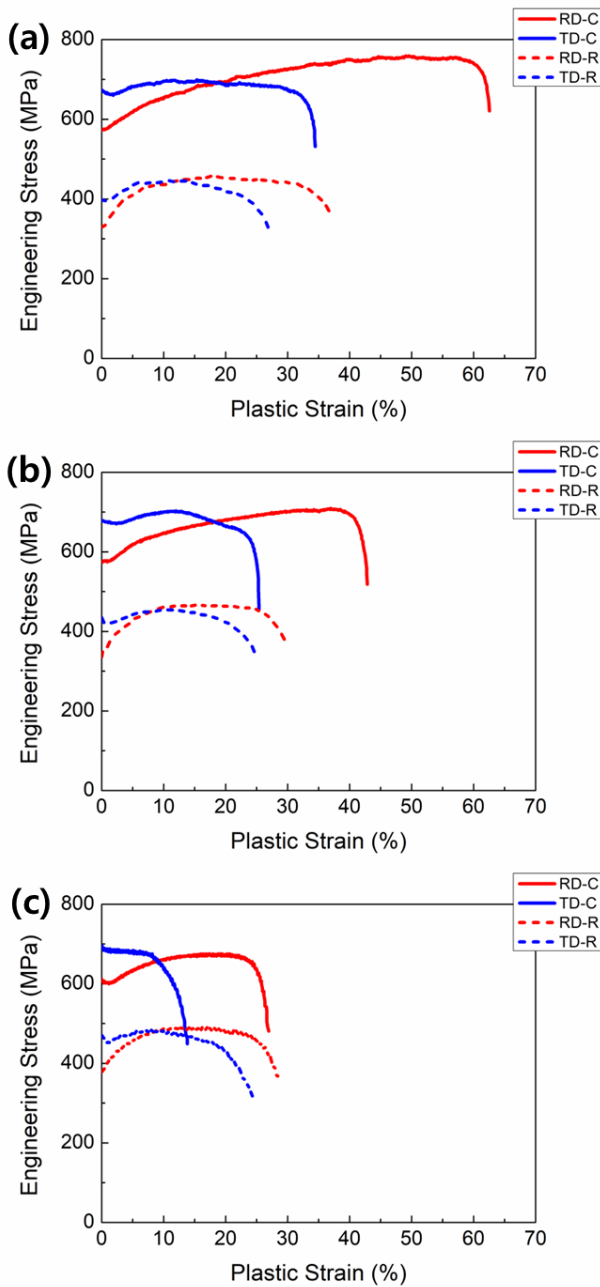 (a)
RD-C
TD-C
RD-R
TD-R
800
600
400
200
0
Engineering Stress (MPa)
0 10 20 30 40 50 60 70
Plastic Strain (%)
(b)
RD-C
TD-C
RD-R
TD-R
800
600
400
200
0
Engineering Stress (MPa)
0 10 20 30 40 50 60 70
Plastic Strain (%)
(c)
RD-C
TD-C
RD-R
TD-R
800
600
400
200
0
Engineering Stress (MPa)
0 10 20 30 40 50 60 70
Plastic Strain (%)